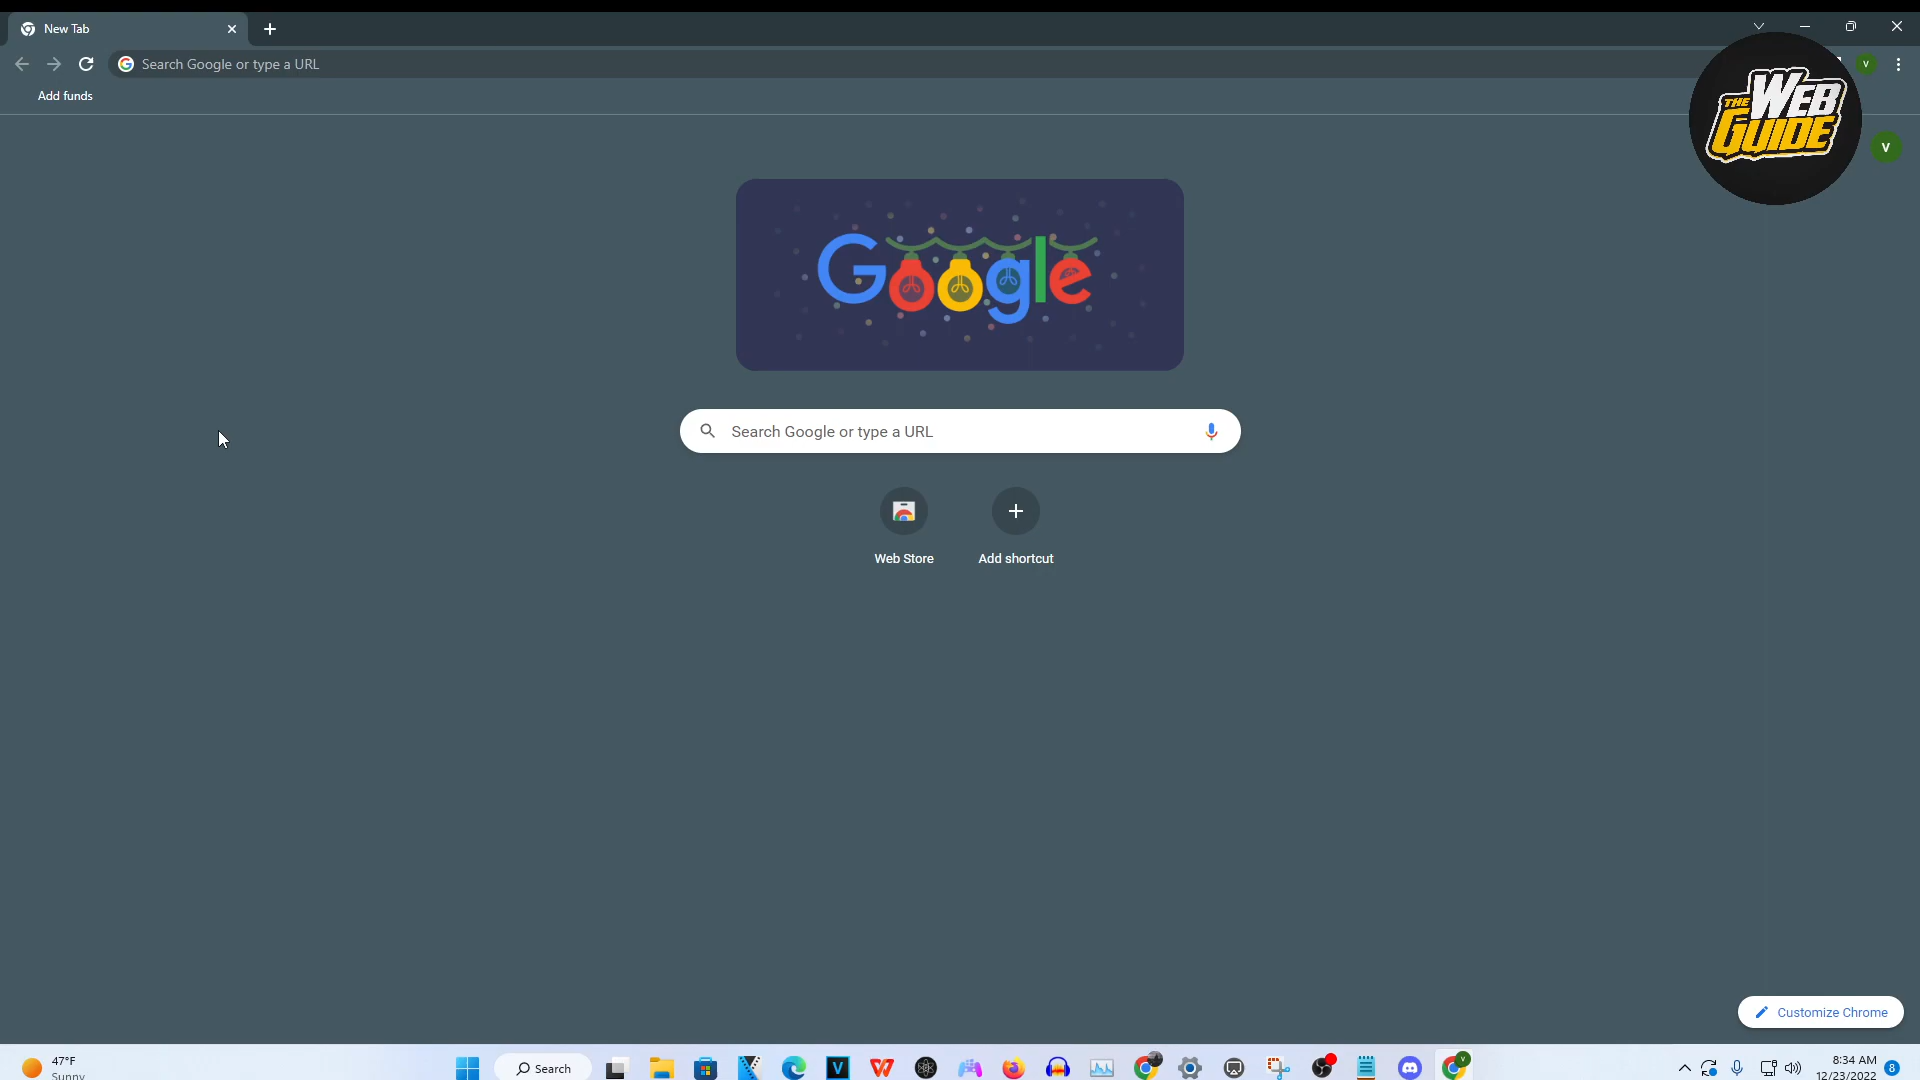 New Tab
Search Google or type a URL
V
Add funds
THE WEB GUIDE
V
Google
Search Google or type a URL
Web Store
Add shortcut
Customize Chrome
47°F
Sunny
Search
8:34 AM
12/23/2022
8